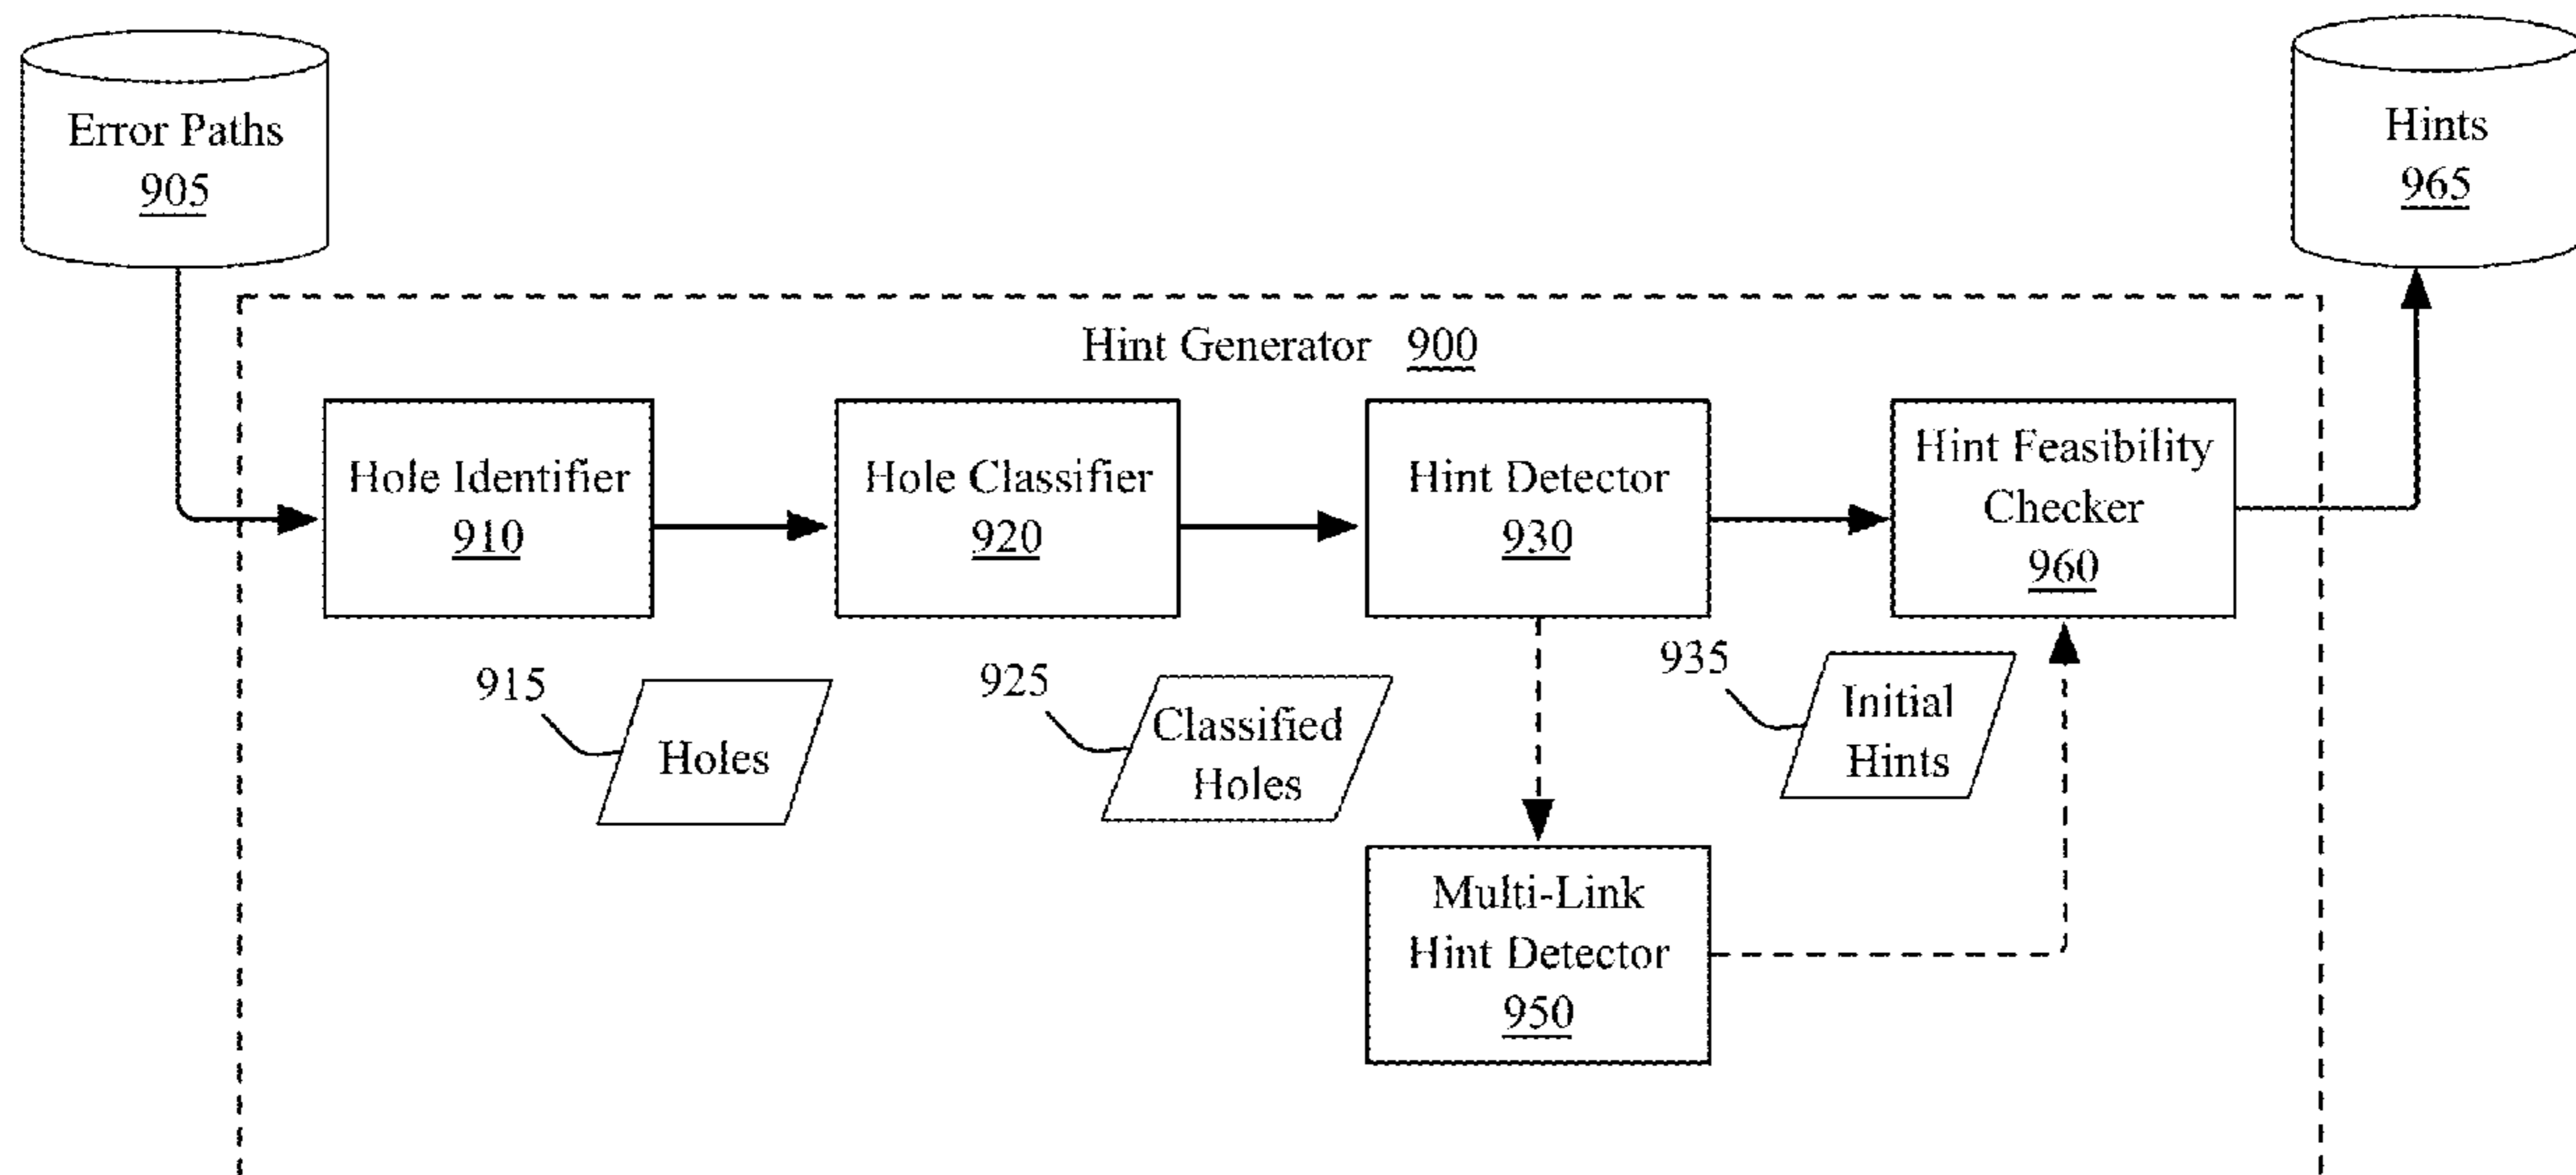 Error Paths
905
Hints
965
Hint Generator 900
Hole Identifier
910
Hole Classifier
920
Hint Detector
930
Hint Feasibility
Checker
960
915
Holes
925
Classified
Holes
935
Initial
Hints
Multi-Link
Hint Detector
950